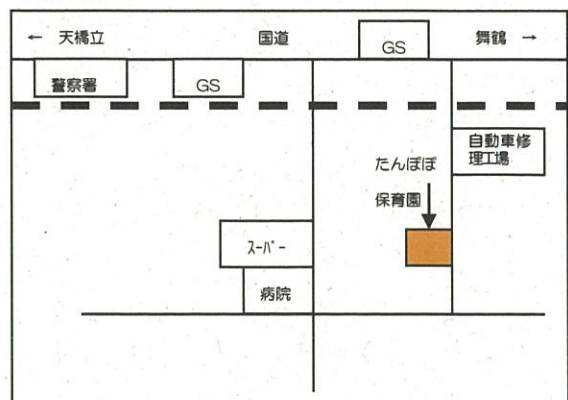 ← 天橋立 国道 舞鶴 →
GS
警察署 GS
自動車修
理工場
たんぽぽ
保育園
スーパー
病院